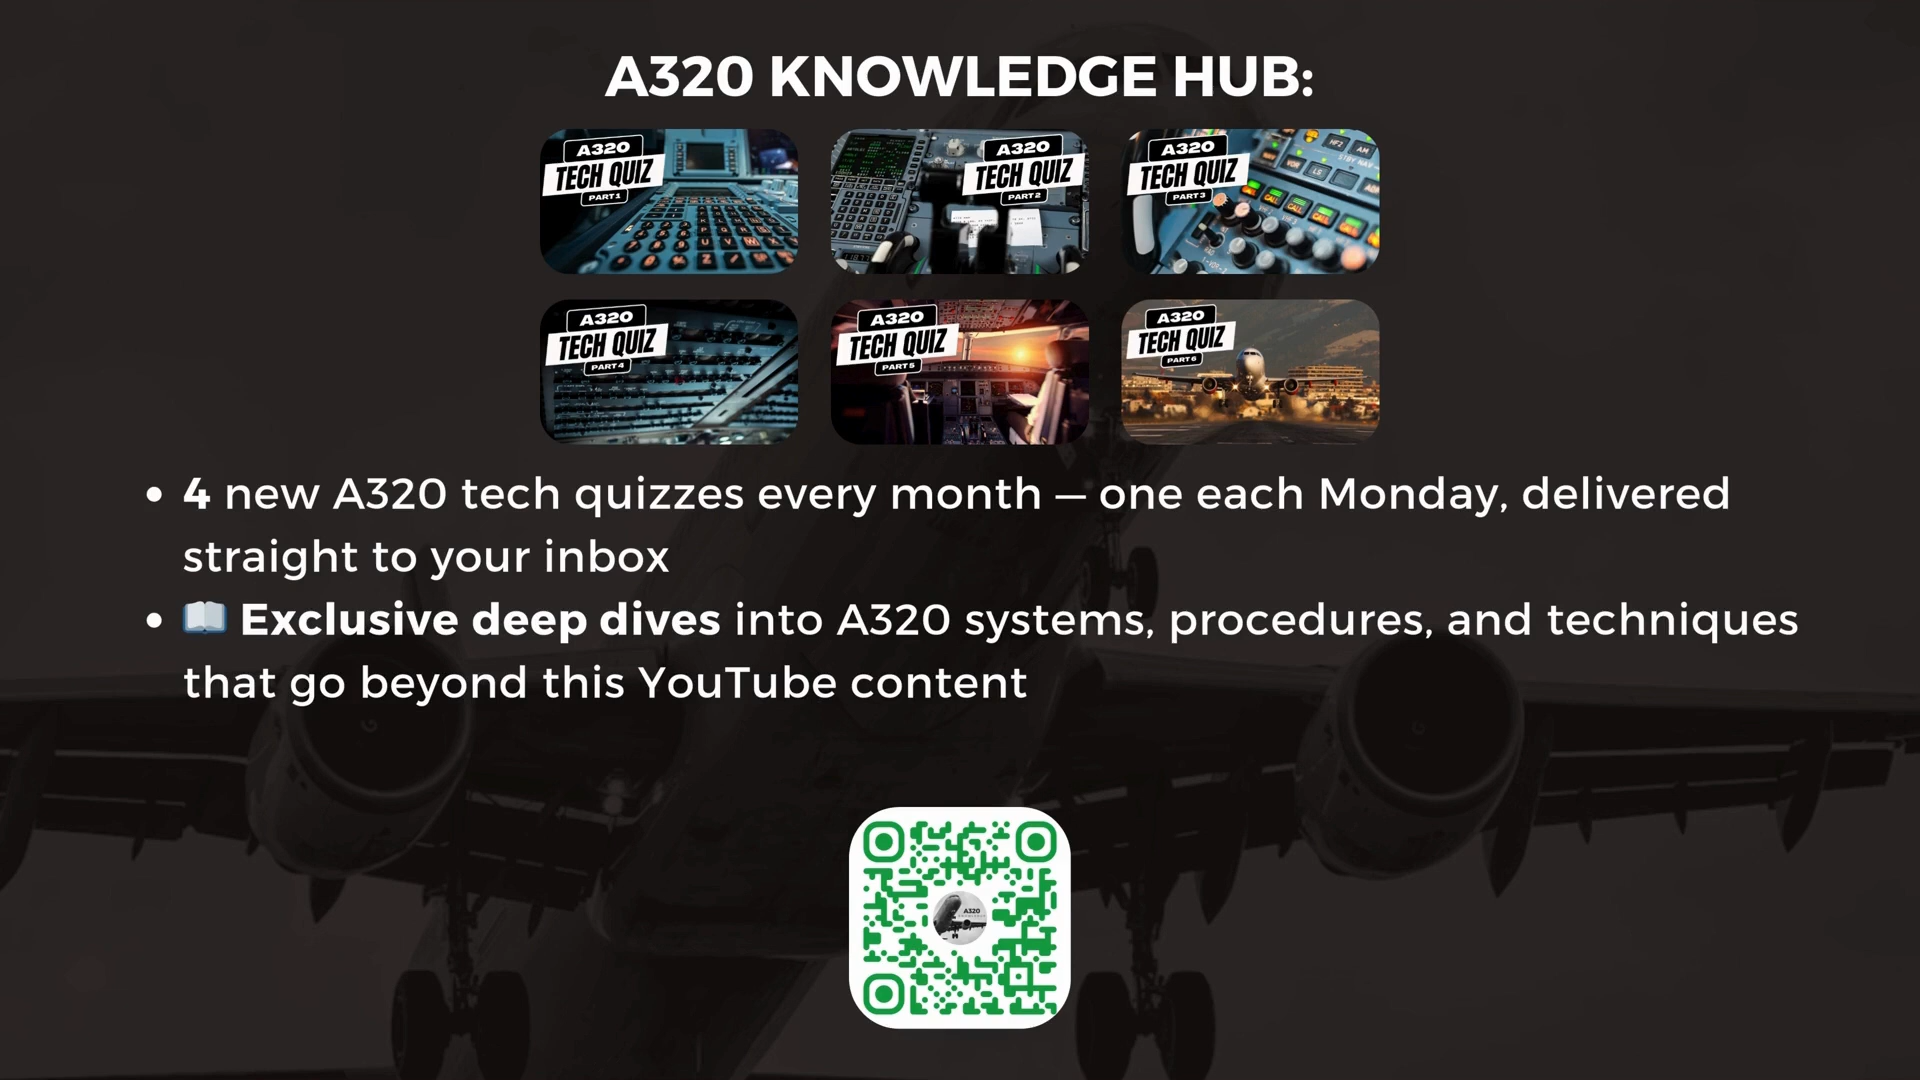 A320 KNOWLEDGE HUB:
A320
TECH QUIZ
PART 1
A320
TECH QUIZ
PART 2
A320
TECH QUIZ
PART 3
A320
TECH QUIZ
PART 4
A320
TECH QUIZ
PART 5
A320
TECH QUIZ
PART 6
• 4 new A320 tech quizzes every month — one each Monday, delivered
straight to your inbox
• 📖 Exclusive deep dives into A320 systems, procedures, and techniques
that go beyond this YouTube content
A320